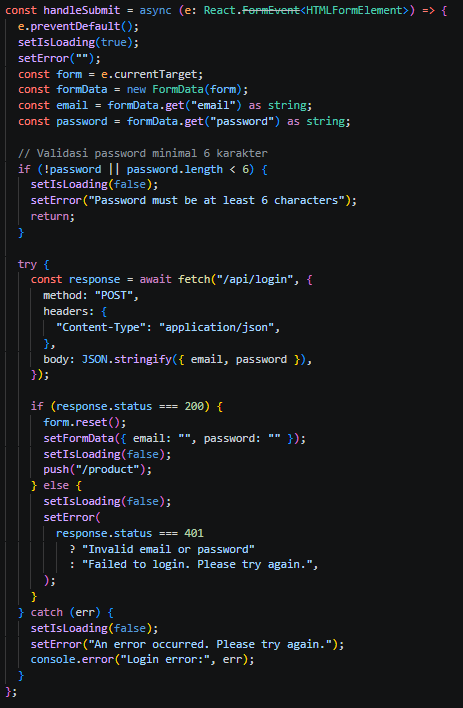 const handleSubmit = async (e: React.FormEvent<HTMLFormElement>) => {
  e.preventDefault();
  setIsLoading(true);
  setError("");
  const form = e.currentTarget;
  const formData = new FormData(form);
  const email = formData.get("email") as string;
  const password = formData.get("password") as string;

  // Validasi password minimal 6 karakter
  if (!password || password.length < 6) {
    setIsLoading(false);
    setError("Password must be at least 6 characters");
    return;
  }

  try {
    const response = await fetch("/api/login", {
      method: "POST",
      headers: {
        "Content-Type": "application/json",
      },
      body: JSON.stringify({ email, password }),
    });

    if (response.status === 200) {
      form.reset();
      setFormData({ email: "", password: "" });
      setIsLoading(false);
      push("/product");
    } else {
      setIsLoading(false);
      setError(
        response.status === 401
          ? "Invalid email or password"
          : "Failed to login. Please try again.",
      );
    }
  } catch (err) {
    setIsLoading(false);
    setError("An error occurred. Please try again.");
    console.error("Login error:", err);
  }
};